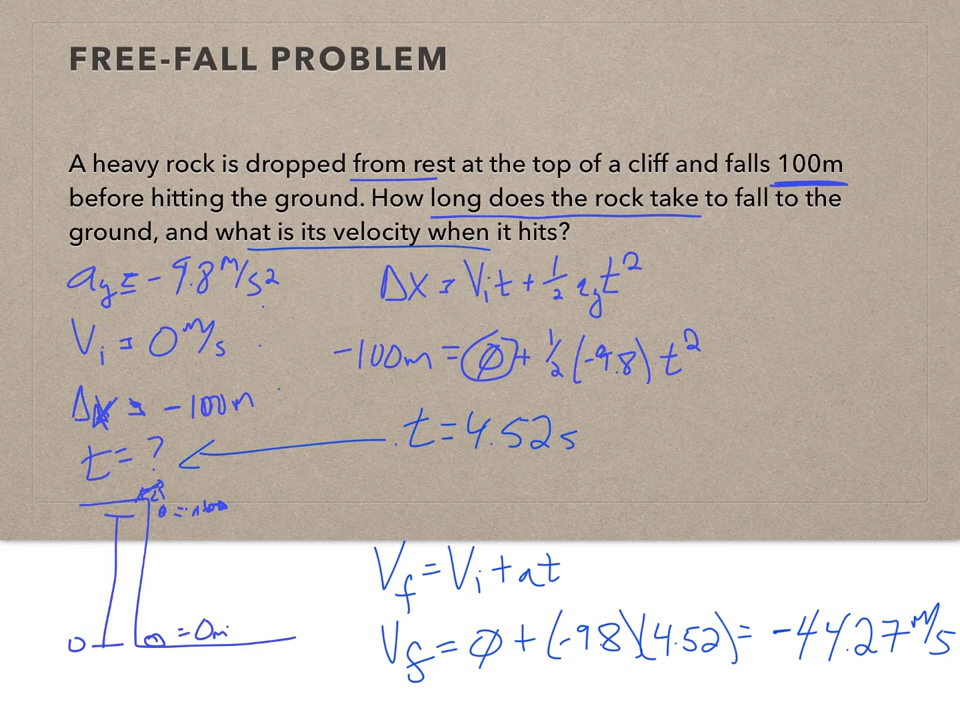 FREE-FALL PROBLEM
A heavy rock is dropped from rest at the top of a cliff and falls 100m
before hitting the ground. How long does the rock take to fall to the
ground, and what is its velocity when it hits?
ay = -9.8 m/s2
Vi = 0 m/s
Δx = -100m
t = ?
Δx = Vit + 1/2 ayt2
-100m = ∅ + 1/2 (-9.8) t2
t = 4.52s
0
= 0m
Vf = Vi + at
Vf = ∅ + (-9.8)(4.52) = -44.27 m/s